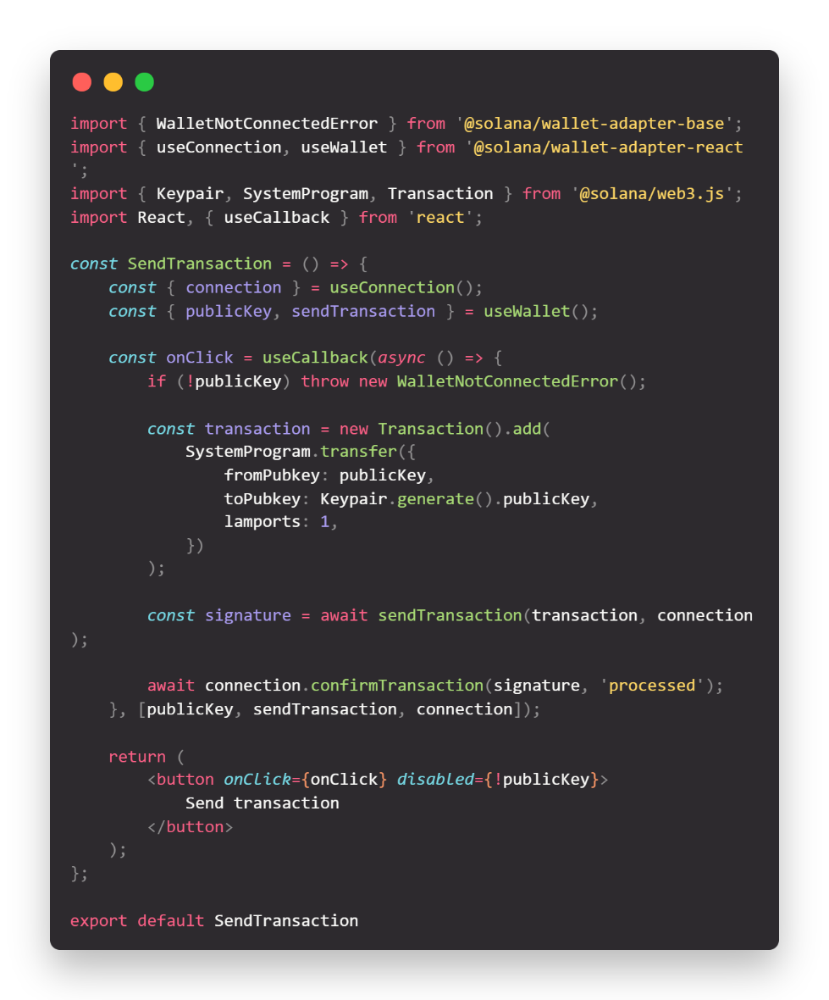 import { WalletNotConnectedError } from '@solana/wallet-adapter-base';
import { useConnection, useWallet } from '@solana/wallet-adapter-react
';
import { Keypair, SystemProgram, Transaction } from '@solana/web3.js';
import React, { useCallback } from 'react';

const SendTransaction = () => {
    const { connection } = useConnection();
    const { publicKey, sendTransaction } = useWallet();

    const onClick = useCallback(async () => {
        if (!publicKey) throw new WalletNotConnectedError();

        const transaction = new Transaction().add(
            SystemProgram.transfer({
                fromPubkey: publicKey,
                toPubkey: Keypair.generate().publicKey,
                lamports: 1,
            })
        );

        const signature = await sendTransaction(transaction, connection
);

        await connection.confirmTransaction(signature, 'processed');
    }, [publicKey, sendTransaction, connection]);

    return (
        <button onClick={onClick} disabled={!publicKey}>
            Send transaction
        </button>
    );
};

export default SendTransaction